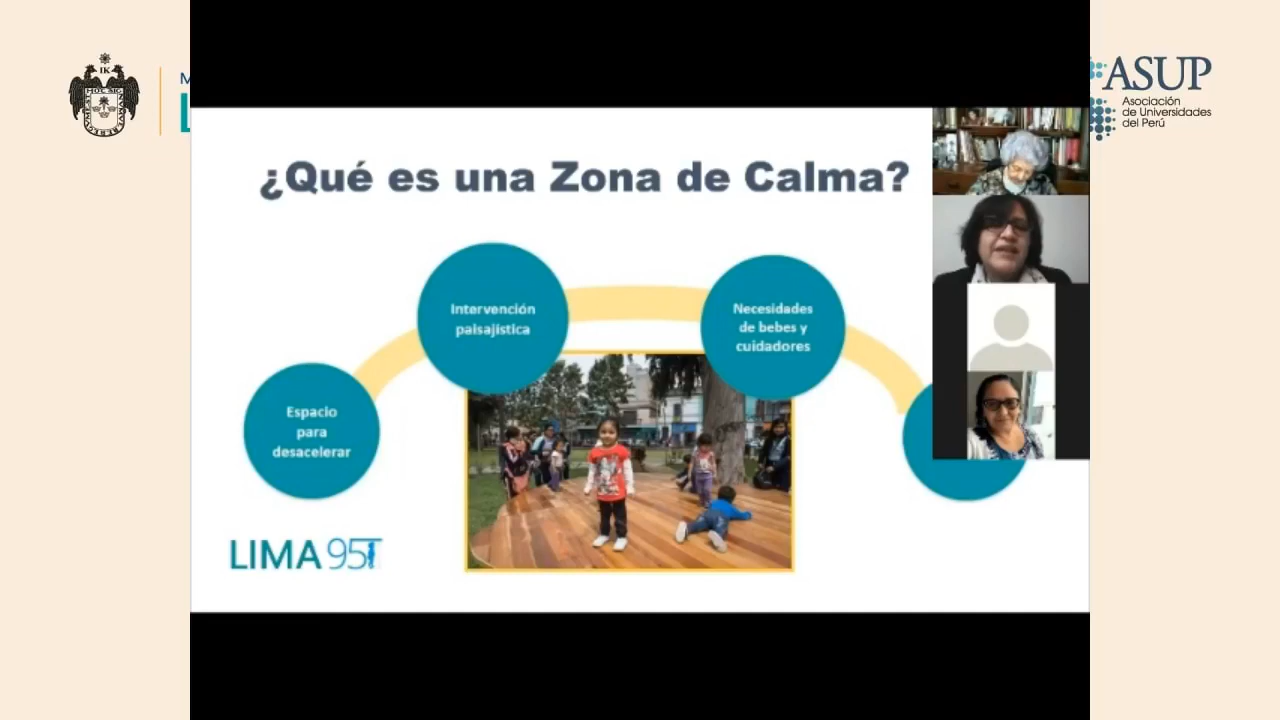 IK
M
L
ASUP
Asociación
de Universidades
del Perú
¿Qué es una Zona de Calma?
Intervención
paisajística
Necesidades
de bebes y
cuidadores
Espacio
para
desacelerar
LIMA 95